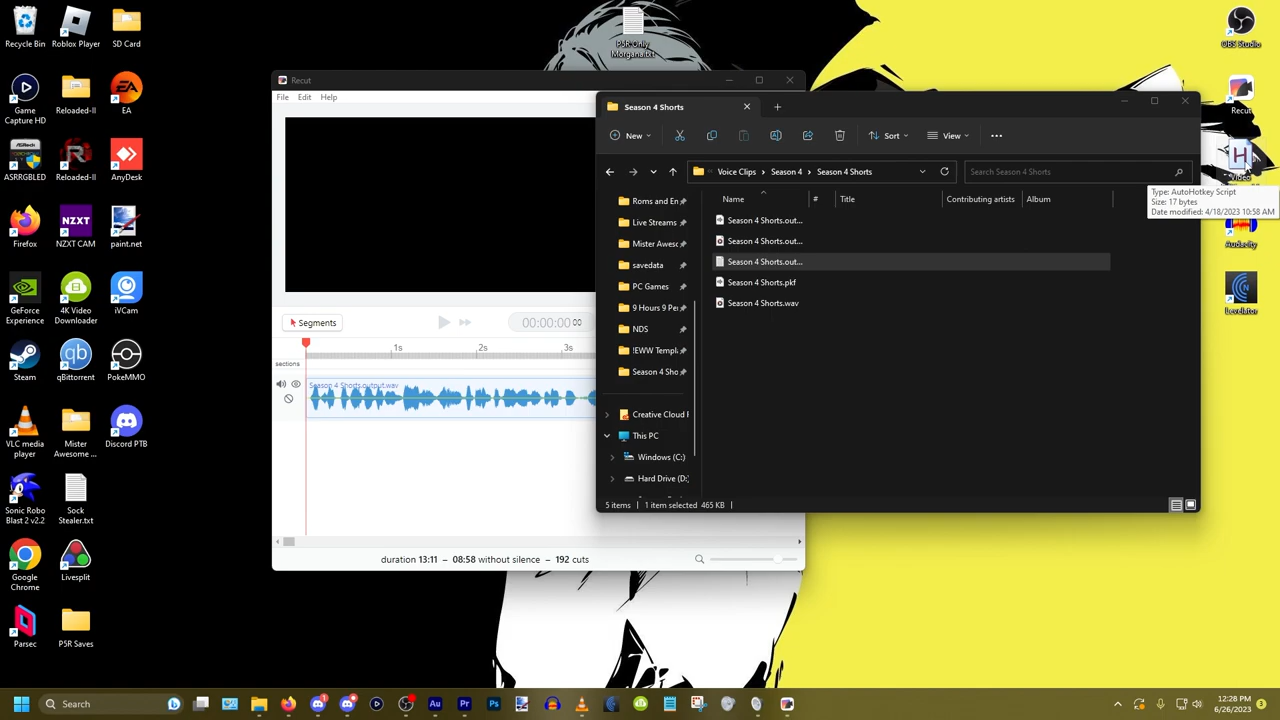 Recycle Bin
Roblox Player
SD Card
Game
Capture HD
Reloaded-II
EA
ASRRGBLED
Reloaded-II
AnyDesk
Firefox
NZXT CAM
paint.net
GeForce
Experience
4K Video
Downloader
iVCam
Steam
qBittorrent
PokeMMO
VLC media
player
Mister
Awesome ...
Discord PTB
Sonic Robo
Blast 2 v2.2
Sock
Stealer.txt
Google
Chrome
Livesplit
Parsec
P5R Saves
P5R Only
Morgana.txt
Recut
File
Edit
Help
Segments
00:00:00 00
1s
2s
3s
sections
Season 4 Shorts.output.wav
duration 13:11 – 08:58 without silence – 192 cuts
Season 4 Shorts
New
Sort
View
Voice Clips
Season 4
Season 4 Shorts
Search Season 4 Shorts
Name
#
Title
Contributing artists
Album
Roms and En
Live Streams
Mister Aweso
savedata
PC Games
9 Hours 9 Pe
NDS
!EWW Templ
Season 4 Sho
Creative Cloud F
This PC
Windows (C:)
Hard Drive (D:)
Season 4 Shorts.out...
Season 4 Shorts.out...
Season 4 Shorts.out...
Season 4 Shorts.pkf
Season 4 Shorts.wav
5 items
1 item selected 465 KB
OBS Studio
Recut
H
Video
Type: AutoHotkey Script
Size: 17 bytes
Date modified: 4/18/2023 10:58 AM
Audacity
Levelator
Search
Au
Pr
Ps
12:28 PM
6/26/2023
3